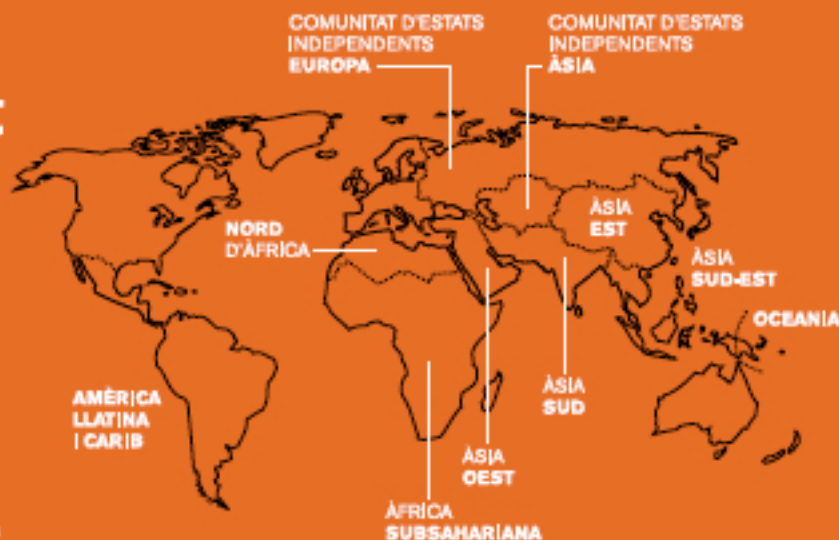 COMUNITAT D'ESTATS
INDEPENDENTS
EUROPA
COMUNITAT D'ESTATS
INDEPENDENTS
ÀSIA
NORD
D'ÀFRICA
ÀSIA
EST
ÀSIA
SUD-EST
OCEANIA
AMÈRICA
LLATINA
I CARIB
ÀSIA
SUD
ÀSIA
OEST
ÀFRICA
SUBSAHARIANA